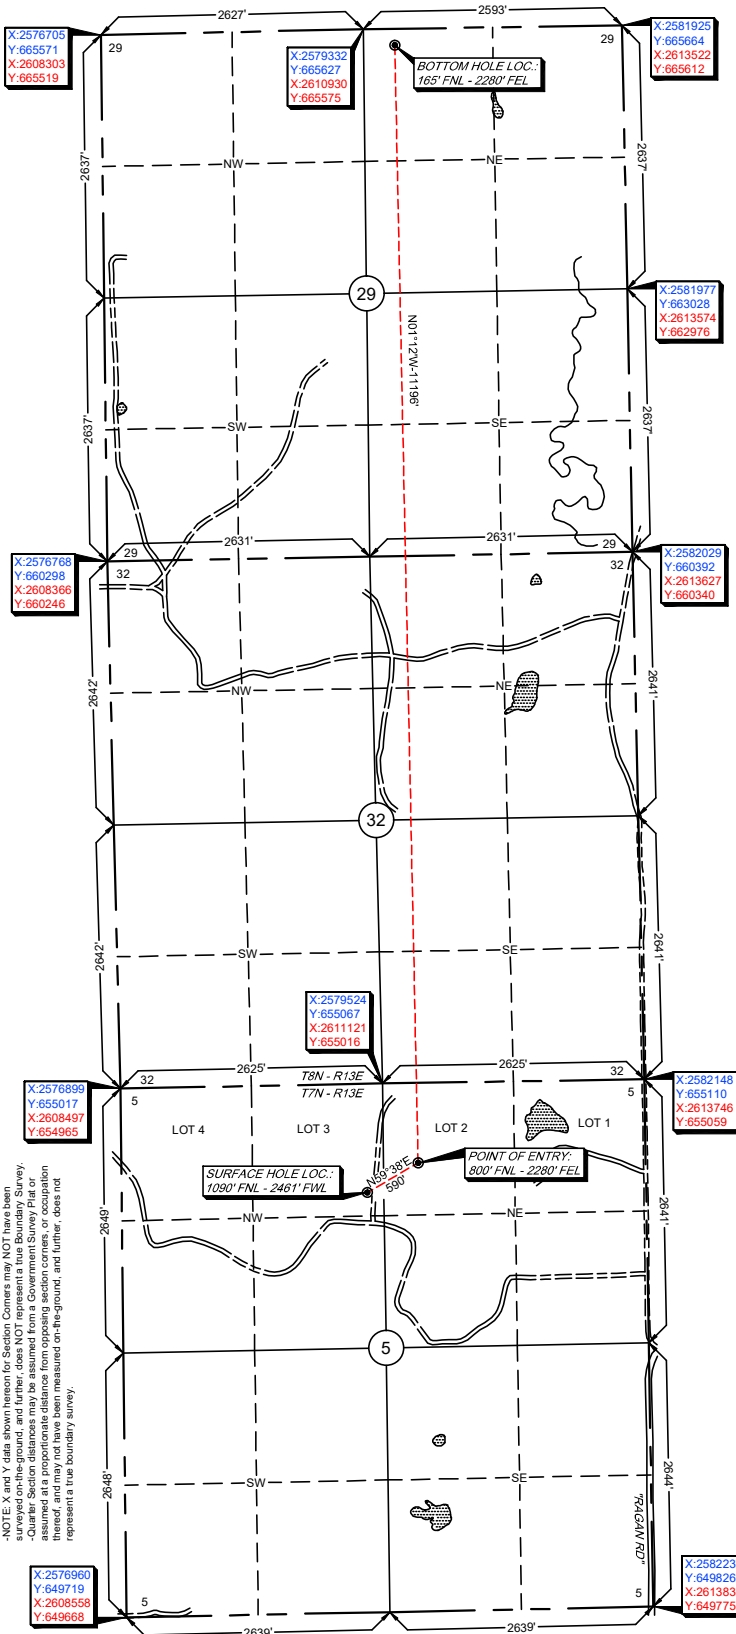 2627'
2593'
X:2576705
Y:665571
X:2608303
Y:665519
29
X:2579332
Y:665627
X:2610930
Y:665575
BOTTOM HOLE LOC.:
165' FNL - 2280' FEL
29
X:2581925
Y:665664
X:2613522
Y:665612
2637'
NW
NE
2637'
29
X:2581977
Y:663028
X:2613574
Y:662976
N01°12'W-11196'
2637'
SW
SE
2637'
2631'
2631'
29
29
32
32
X:2576768
Y:660298
X:2608366
Y:660246
X:2582029
Y:660392
X:2613627
Y:660340
2642'
NW
NE
2641'
32
2642'
SW
SE
2641'
X:2579524
Y:655067
X:2611121
Y:655016
2625'
T8N - R13E
T7N - R13E
2625'
32
32
5
5
X:2576899
Y:655017
X:2608497
Y:654965
X:2582148
Y:655110
X:2613746
Y:655059
LOT 4
LOT 3
LOT 2
LOT 1
SURFACE HOLE LOC.:
1090' FNL - 2461' FWL
N59°38'E
590'
POINT OF ENTRY:
800' FNL - 2280' FEL
2649'
NW
NE
2641'
5
2648'
SW
SE
2644'
"RAGAN RD"
-NOTE: X and Y data shown hereon for Section Corners may NOT have been
surveyed on-the-ground, and further, does NOT represent a true Boundary Survey.
-Quarter Section distances may be assumed from a Government Survey Plat or
assumed at a proportionate distance from opposing section corners, or occupation
thereof, and may not have been measured on-the-ground, and further, does not
represent a true boundary survey.
X:2576960
Y:649719
X:2608558
Y:649668
5
5
X:258223
Y:649826
X:261383
Y:649775
2639'
2639'